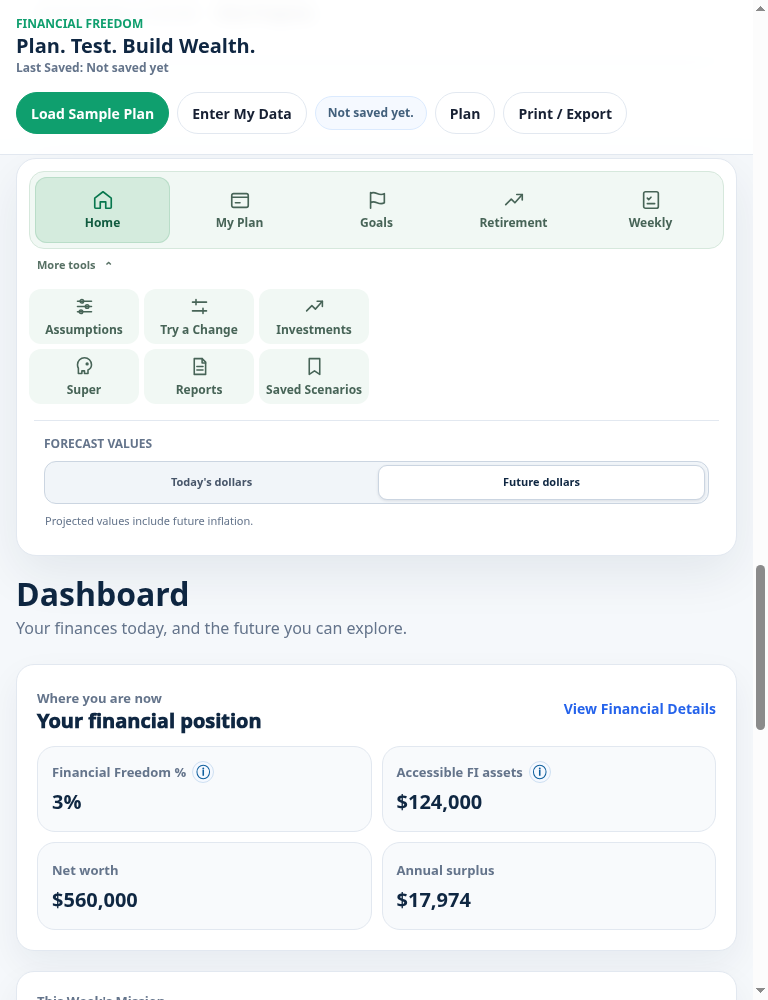 FINANCIAL FREEDOM
Plan. Test. Build Wealth.
Last Saved: Not saved yet
Load Sample Plan
Enter My Data
Not saved yet.
Plan
Print / Export
Home
My Plan
Goals
Retirement
Weekly
More tools
Assumptions
Try a Change
Investments
Super
Reports
Saved Scenarios
FORECAST VALUES
Today's dollars
Future dollars
Projected values include future inflation.
Dashboard
Your finances today, and the future you can explore.
Where you are now
Your financial position
View Financial Details
Financial Freedom % ⓘ
3%
Accessible FI assets ⓘ
$124,000
Net worth
$560,000
Annual surplus
$17,974
This Week's Mission